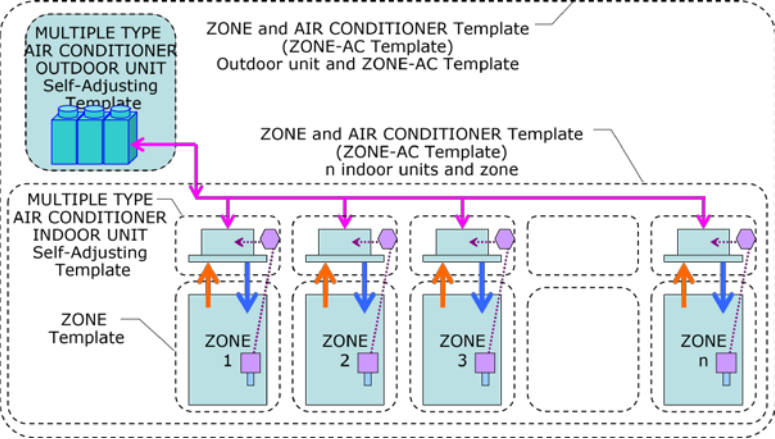 MULTIPLE TYPE
AIR CONDITIONER
OUTDOOR UNIT
Self-Adjusting
Template
ZONE and AIR CONDITIONER Template
(ZONE-AC Template)
Outdoor unit and ZONE-AC Template
ZONE and AIR CONDITIONER Template
(ZONE-AC Template)
n indoor units and zone
MULTIPLE TYPE
AIR CONDITIONER
INDOOR UNIT
Self-Adjusting
Template
ZONE
Template
ZONE
1
ZONE
2
ZONE
3
ZONE
n